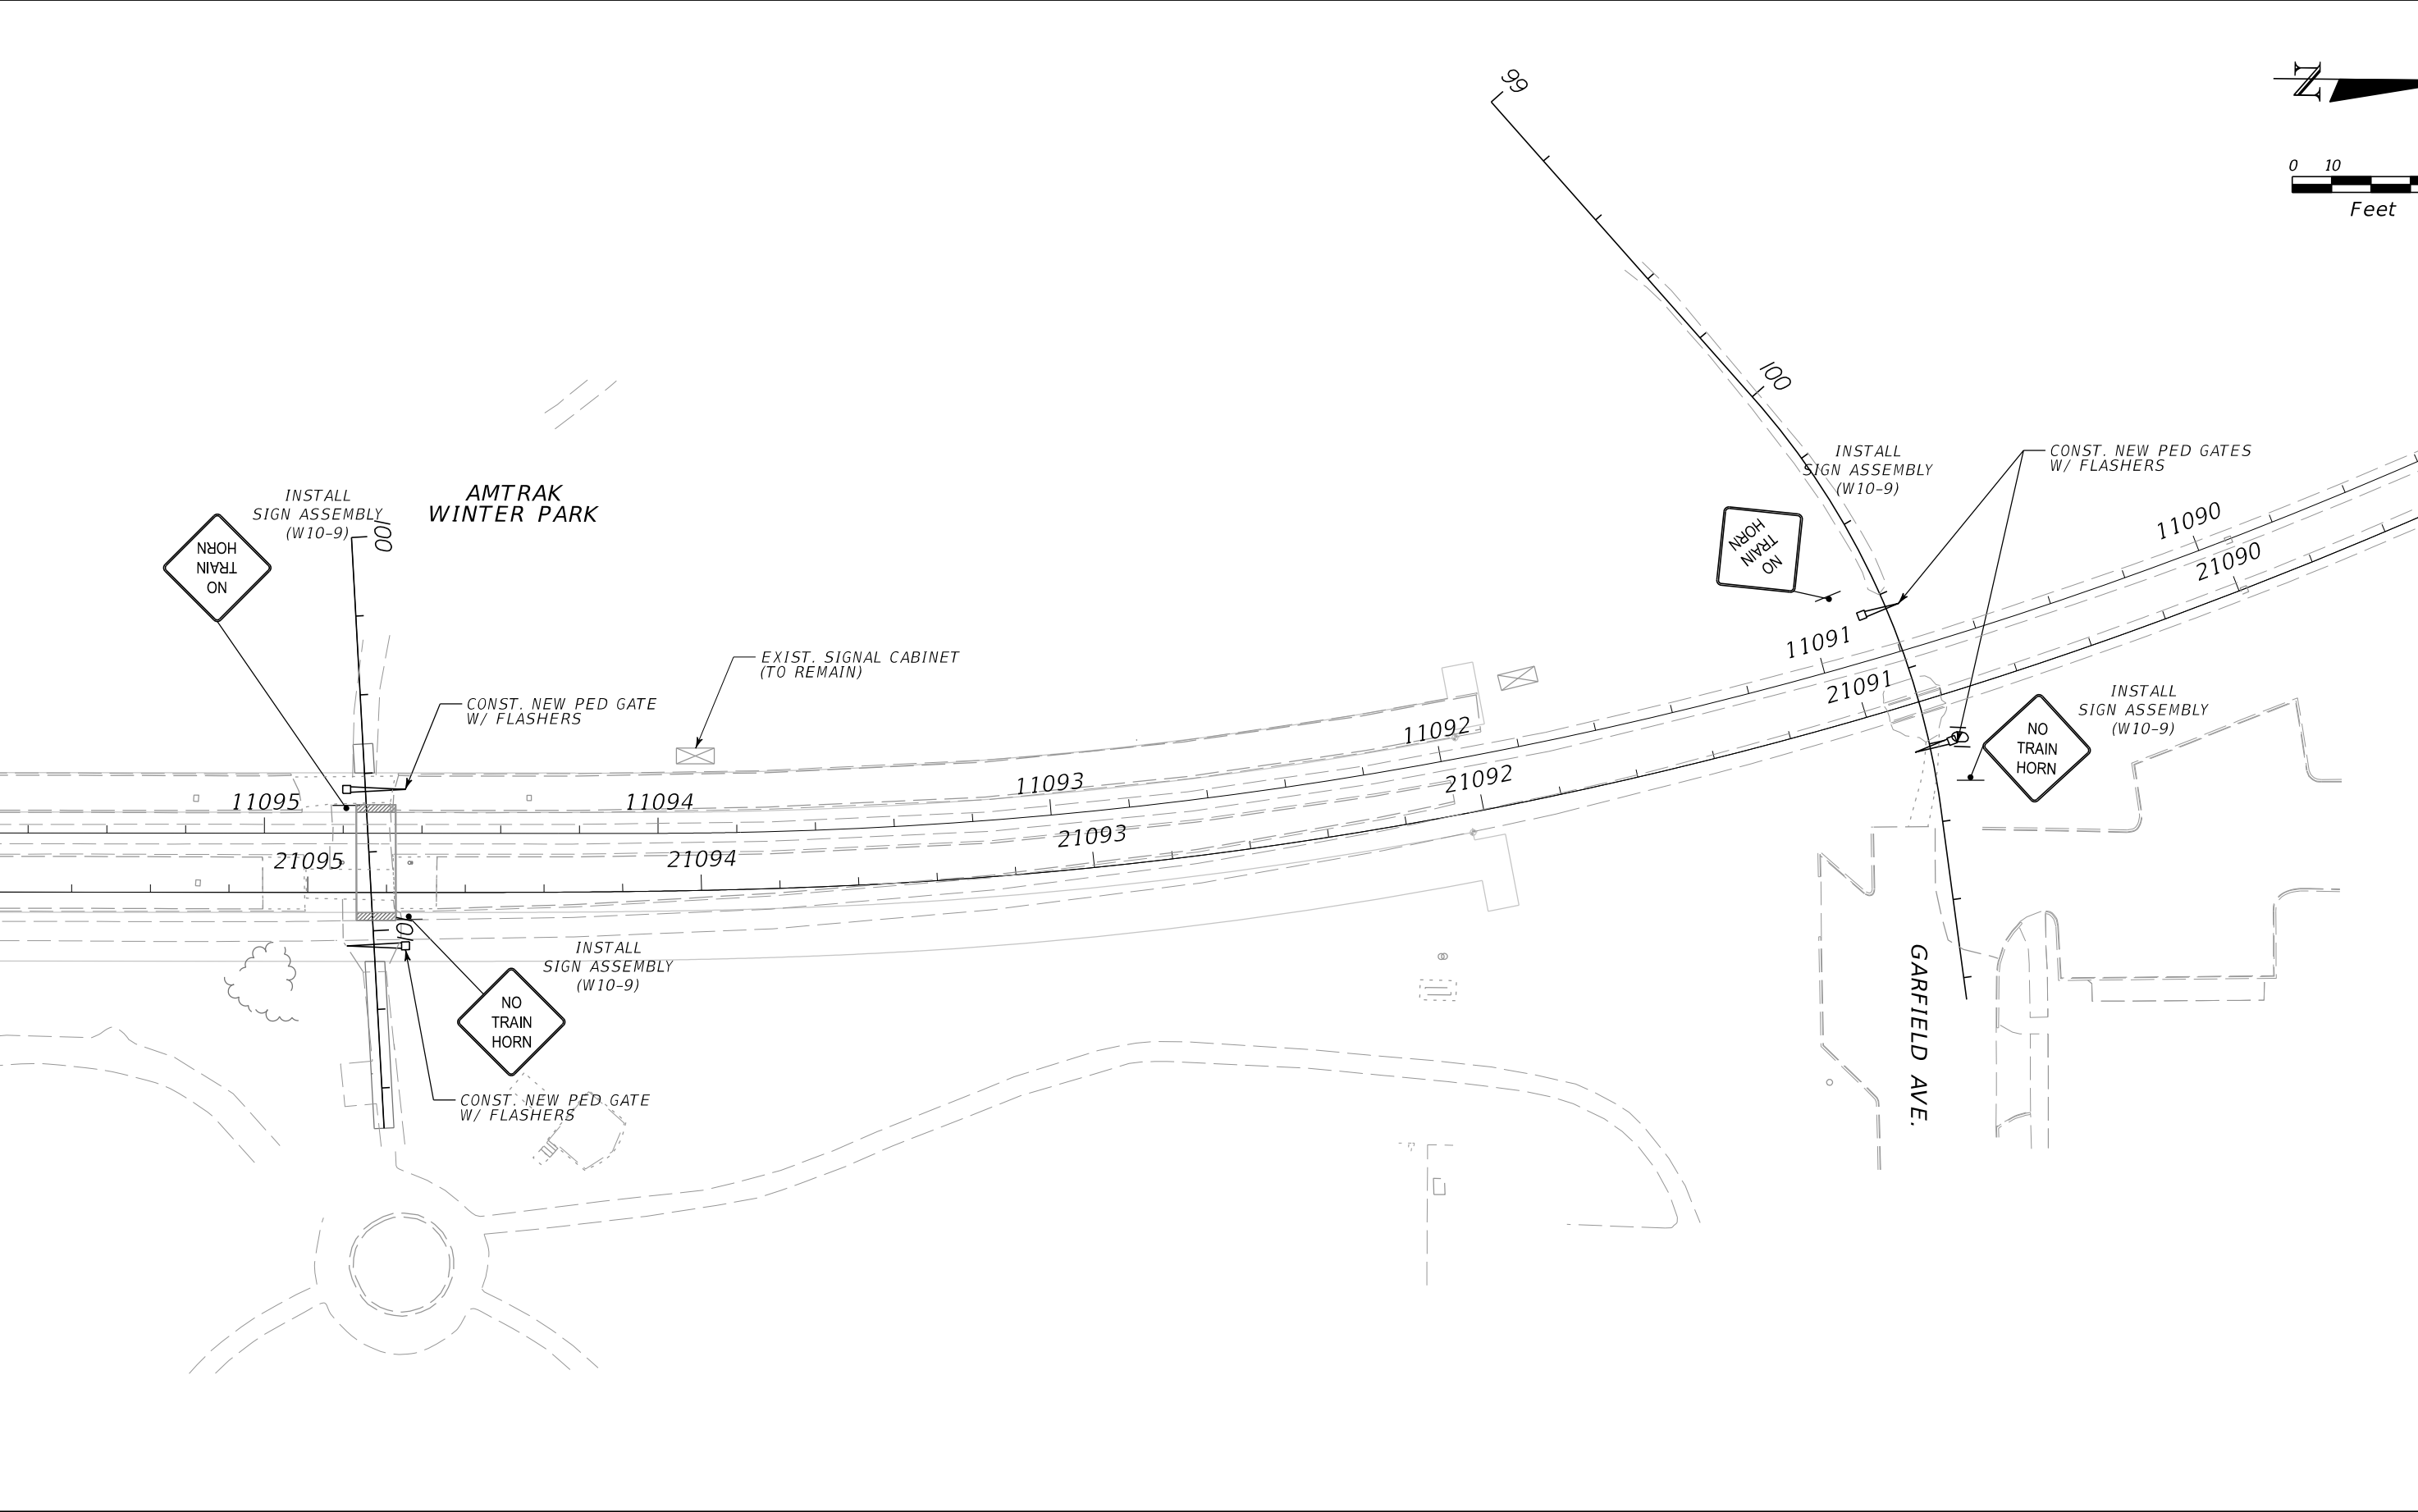 99
N
0 10
Feet
100
INSTALL
SIGN ASSEMBLY
(W10-9)
CONST. NEW PED GATES
W/ FLASHERS
NO
TRAIN
HORN
11090
21090
11091
21091
INSTALL
SIGN ASSEMBLY
(W10-9)
NO
TRAIN
HORN
GARFIELD AVE.
AMTRAK
WINTER PARK
INSTALL
SIGN ASSEMBLY
(W10-9)
100
NO
TRAIN
HORN
CONST. NEW PED GATE
W/ FLASHERS
EXIST. SIGNAL CABINET
(TO REMAIN)
11095
11094
11093
11092
21095
21094
21093
21092
INSTALL
SIGN ASSEMBLY
(W10-9)
NO
TRAIN
HORN
CONST. NEW PED GATE
W/ FLASHERS